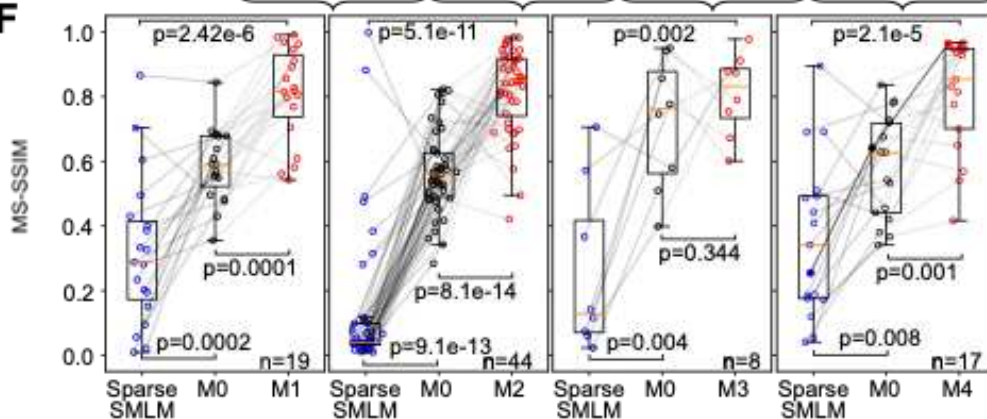 F
MS-SSIM
1.0
0.8
0.6
0.4
0.2
0.0
p=2.42e-6
p=0.0001
p=0.0002
n=19
Sparse SMLM M0 M1
p=5.1e-11
p=8.1e-14
p=9.1e-13
n=44
Sparse SMLM M0 M2
p=0.002
p=0.344
p=0.004
n=8
Sparse SMLM M0 M3
p=2.1e-5
p=0.001
p=0.008
n=17
Sparse SMLM M0 M4